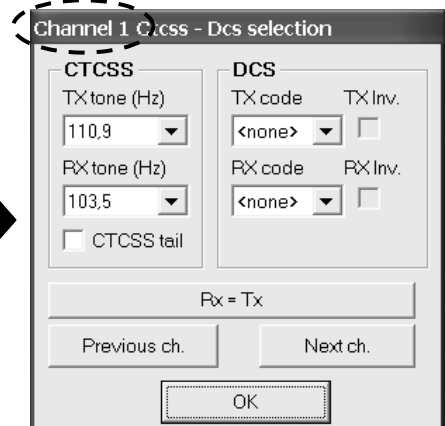 Channel 1 Ctcss - Dcs selection
CTCSS
TX tone (Hz)
110,9
RX tone (Hz)
103,5
CTCSS tail
DCS
TX code TX Inv.
<none>
RX code RX Inv.
<none>
Rx = Tx
Previous ch. Next ch.
OK